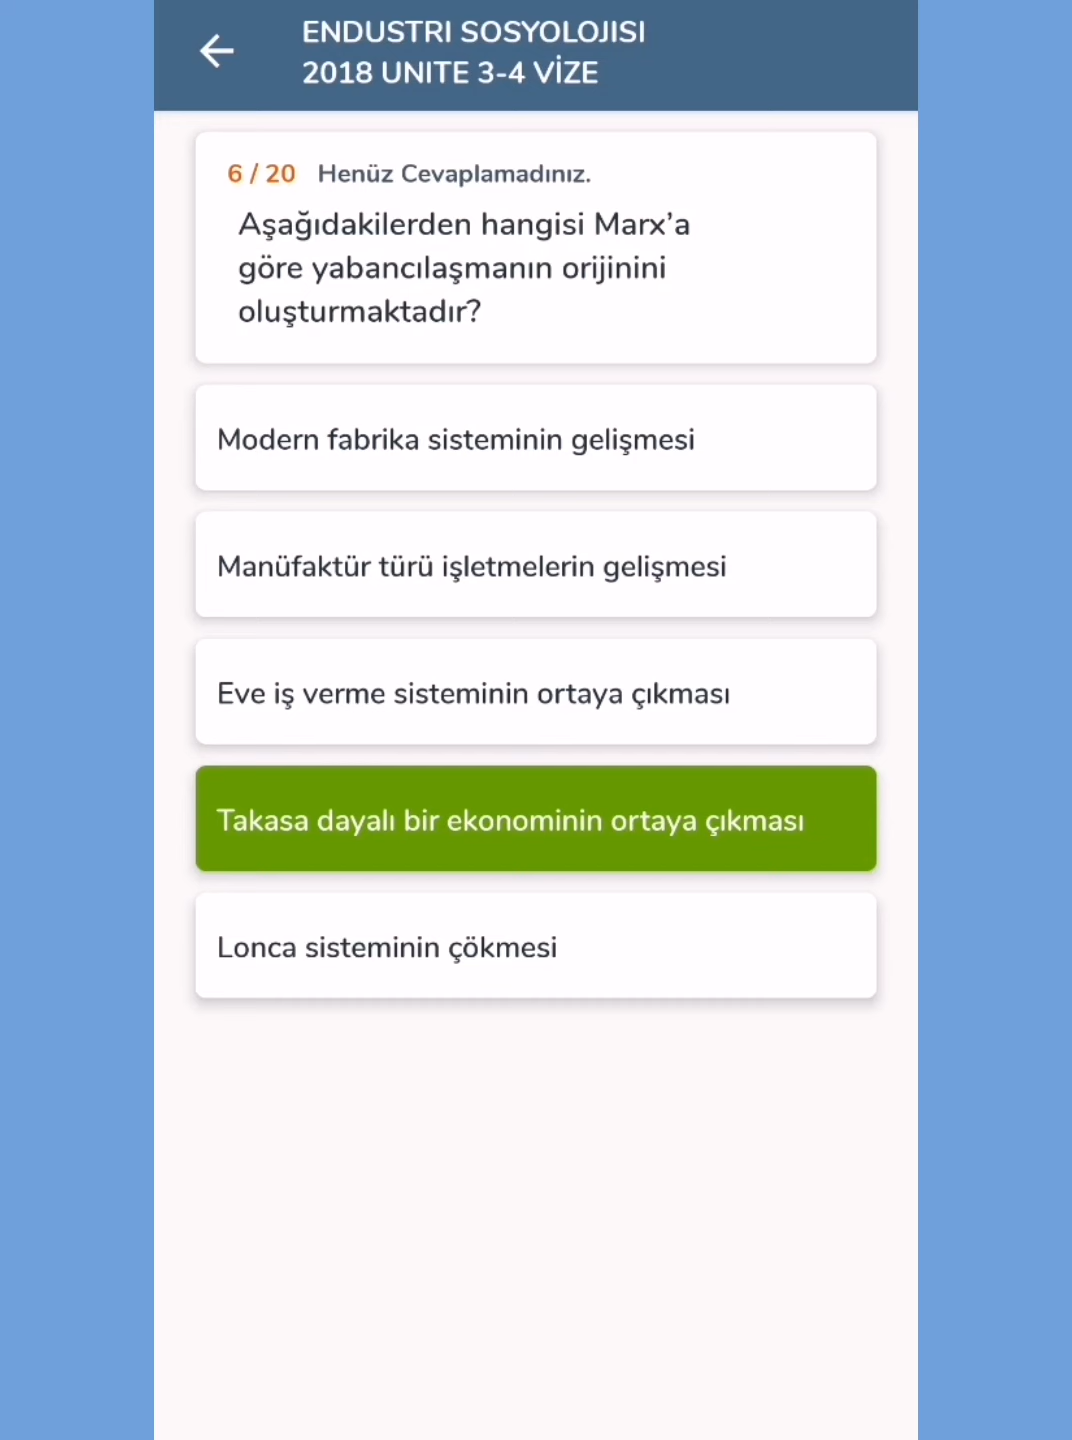 ENDUSTRI SOSYOLOJISI
2018 UNITE 3-4 VİZE
6 / 20 Henüz Cevaplamadınız.
Aşağıdakilerden hangisi Marx’a
göre yabancılaşmanın orijinini
oluşturmaktadır?
Modern fabrika sisteminin gelişmesi
Manüfaktür türü işletmelerin gelişmesi
Eve iş verme sisteminin ortaya çıkması
Takasa dayalı bir ekonominin ortaya çıkması
Lonca sisteminin çökmesi